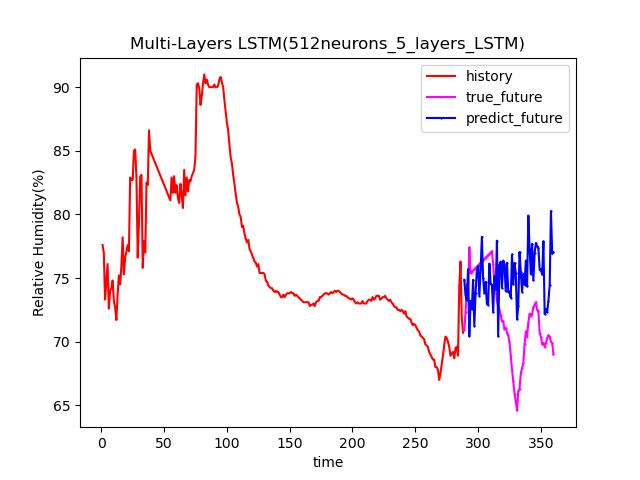 Multi-Layers LSTM(512neurons_5_layers_LSTM)
history
true_future
predict_future
Relative Humidity(%)
90
85
80
75
70
65
0 50 100 150 200 250 300 350
time